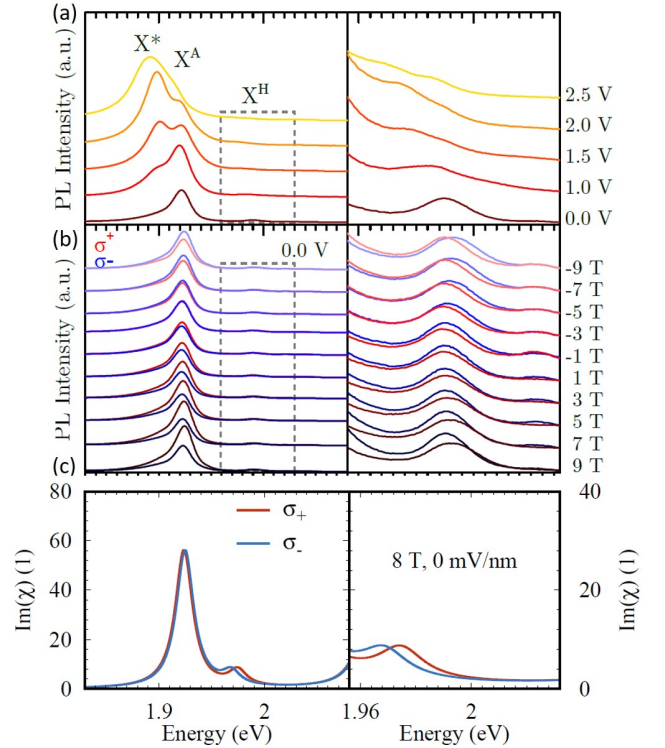 (a)
PL Intensity (a.u.)
X*
X^A
X^H
2.5 V
2.0 V
1.5 V
1.0 V
0.0 V
(b)
PL Intensity (a.u.)
σ+
σ-
0.0 V
-9 T
-7 T
-5 T
-3 T
-1 T
1 T
3 T
5 T
7 T
9 T
(c)
Im(χ) (1)
80
60
40
20
0
σ+
σ-
8 T, 0 mV/nm
40
20
0
Im(χ) (1)
1.9
2
1.96
2
Energy (eV)
Energy (eV)